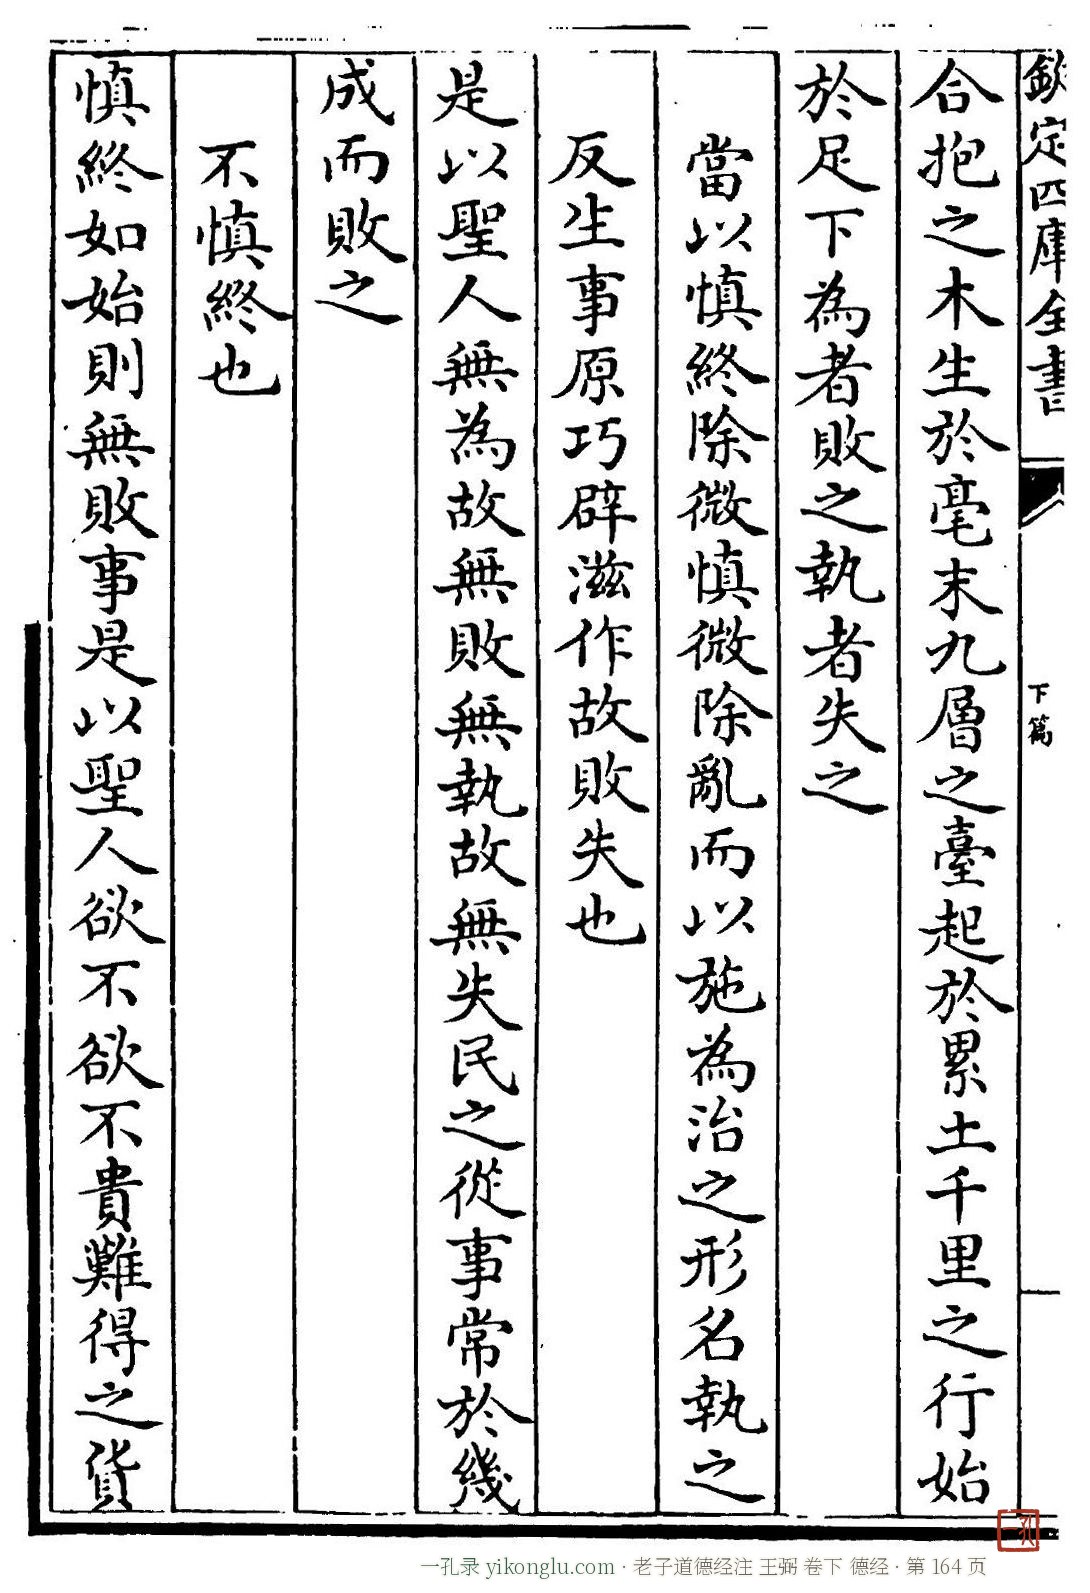 欽定四庫全書
下篇
合抱之木生於毫末九層之臺起於累土千里之行始
於足下為者敗之執者失之
當以慎終除微慎微除亂而以施為治之形名執之
反生事原巧辟滋作故敗失也
是以聖人無為故無敗無執故無失民之從事常於幾
成而敗之
不慎終也
慎終如始則無敗事是以聖人欲不欲不貴難得之貨
一孔录 yikonglu.com · 老子道德经注 王弼 卷下 德经 · 第 164 页